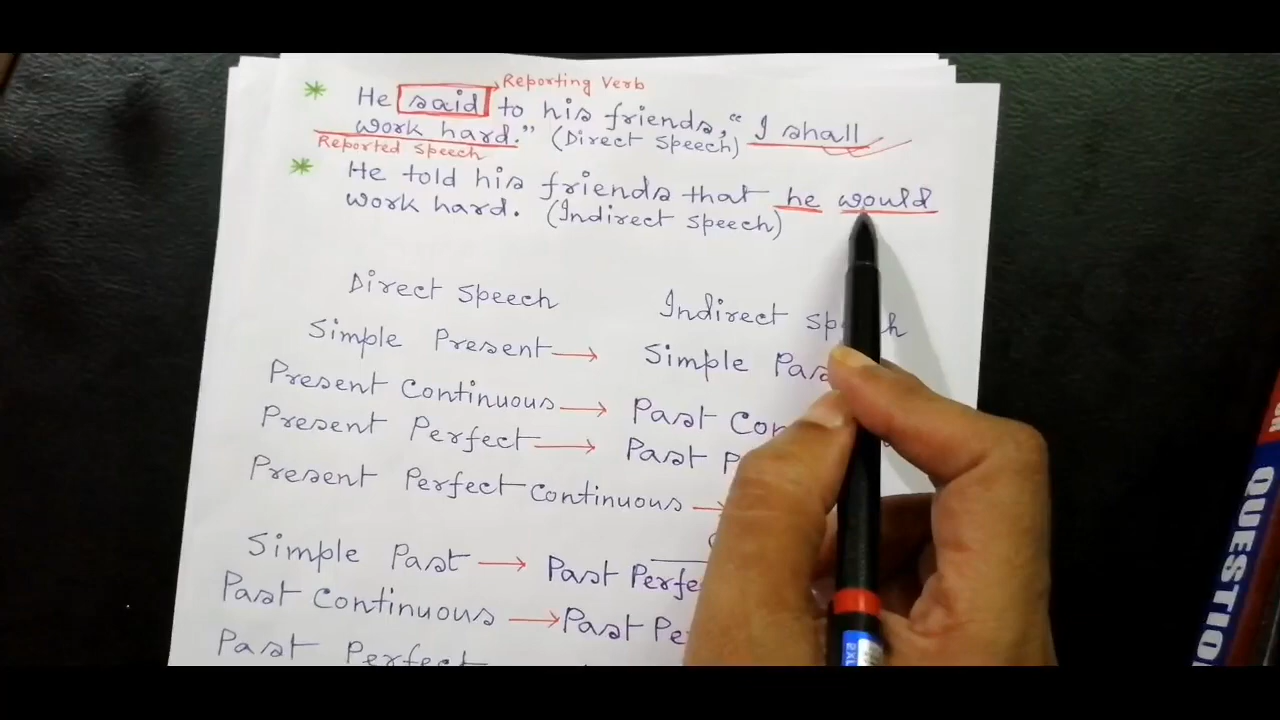 Reporting Verb
* He said to his friends, "I shall
work hard." (Direct Speech)
Reported Speech
* He told his friends that he would
work hard. (Indirect Speech)
Direct Speech Indirect
Simple Present → Simple
Present Continuous → Past
Present Perfect → Past
Present Perfect Continuous →
Simple Past → Past
Past Continuous → Past
Past Perfect
QUESTION
2XL